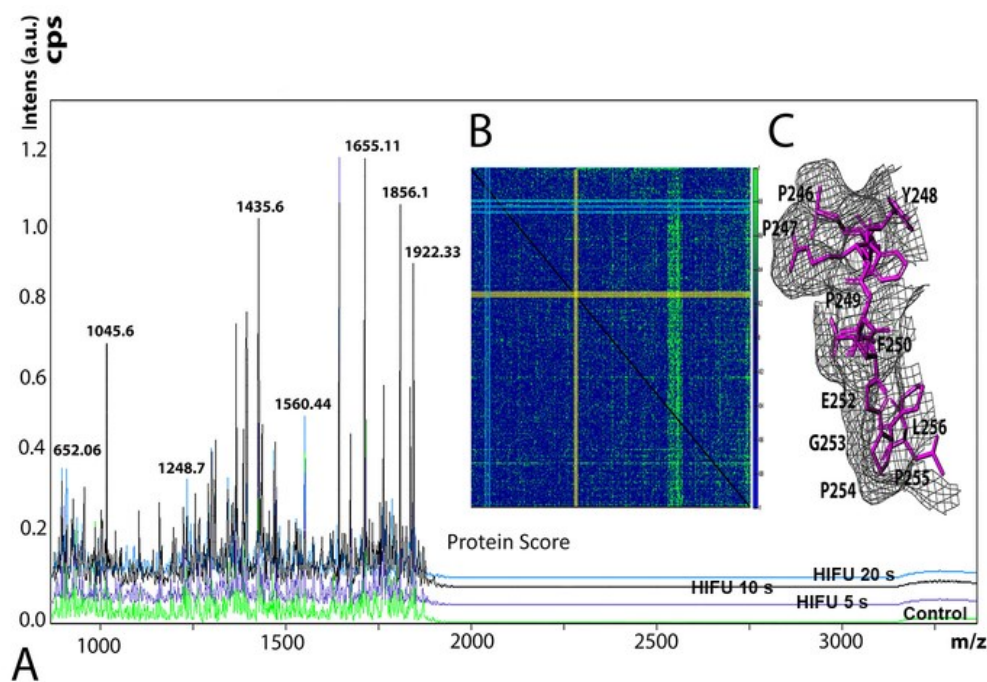 Intens (a.u.)
cps
1.2
1.0
0.8
0.6
0.4
0.2
0.0
1000
1500
2000
2500
3000
m/z
A
652.06
1045.6
1248.7
1435.6
1560.44
1655.11
1856.1
1922.33
Protein Score
HIFU 20 s
HIFU 10 s
HIFU 5 s
Control
B
C
P246
Y248
P247
P249
F250
E252
L256
G253
P255
P254